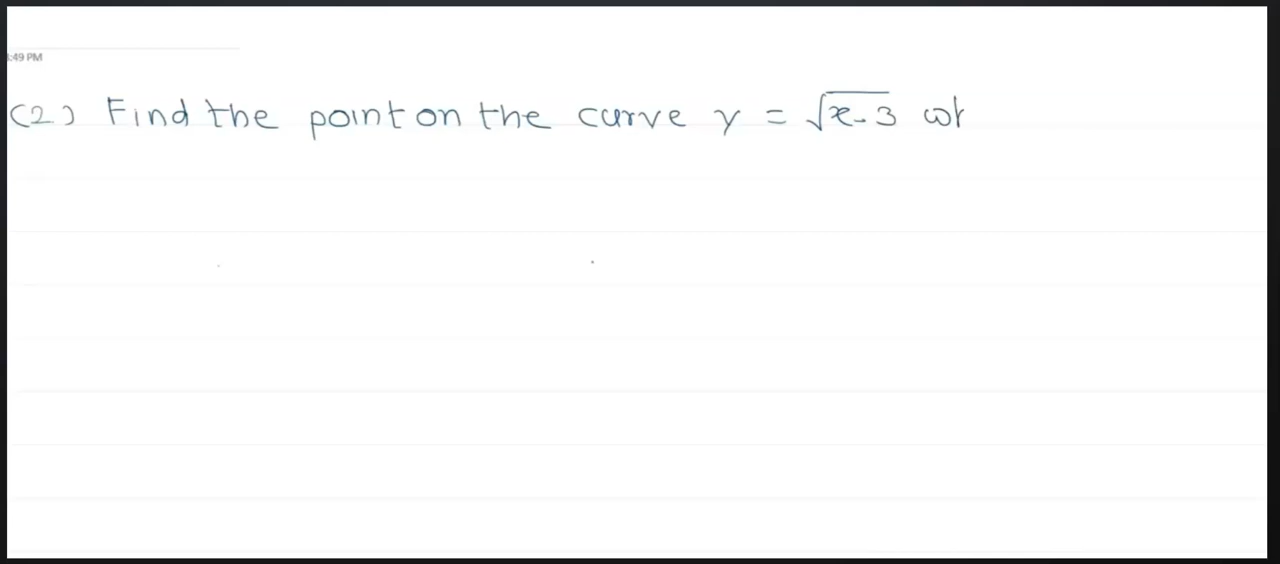 :49 PM
(2) Find the point on the curve y = √x-3 wh